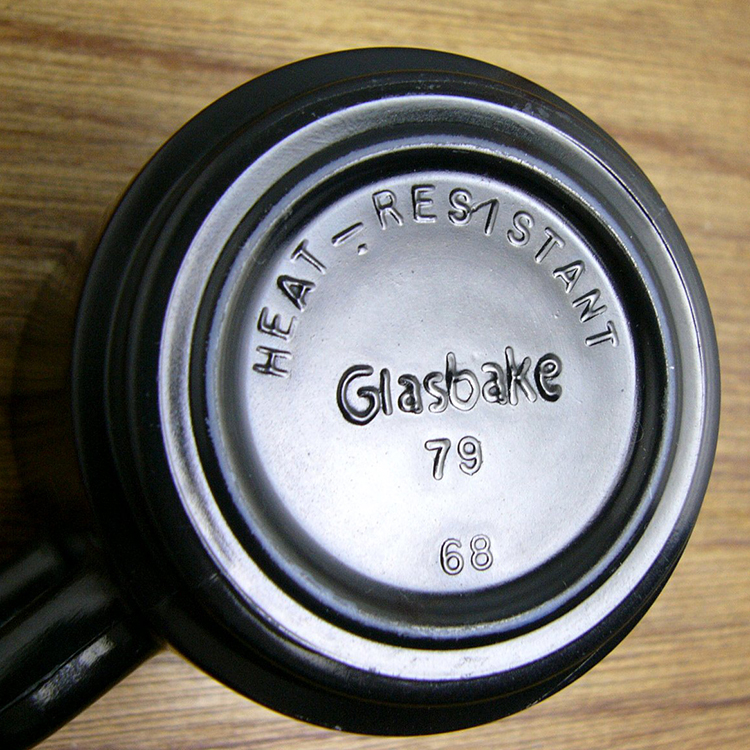 HEAT-RESISTANT
Glasbake
79
68